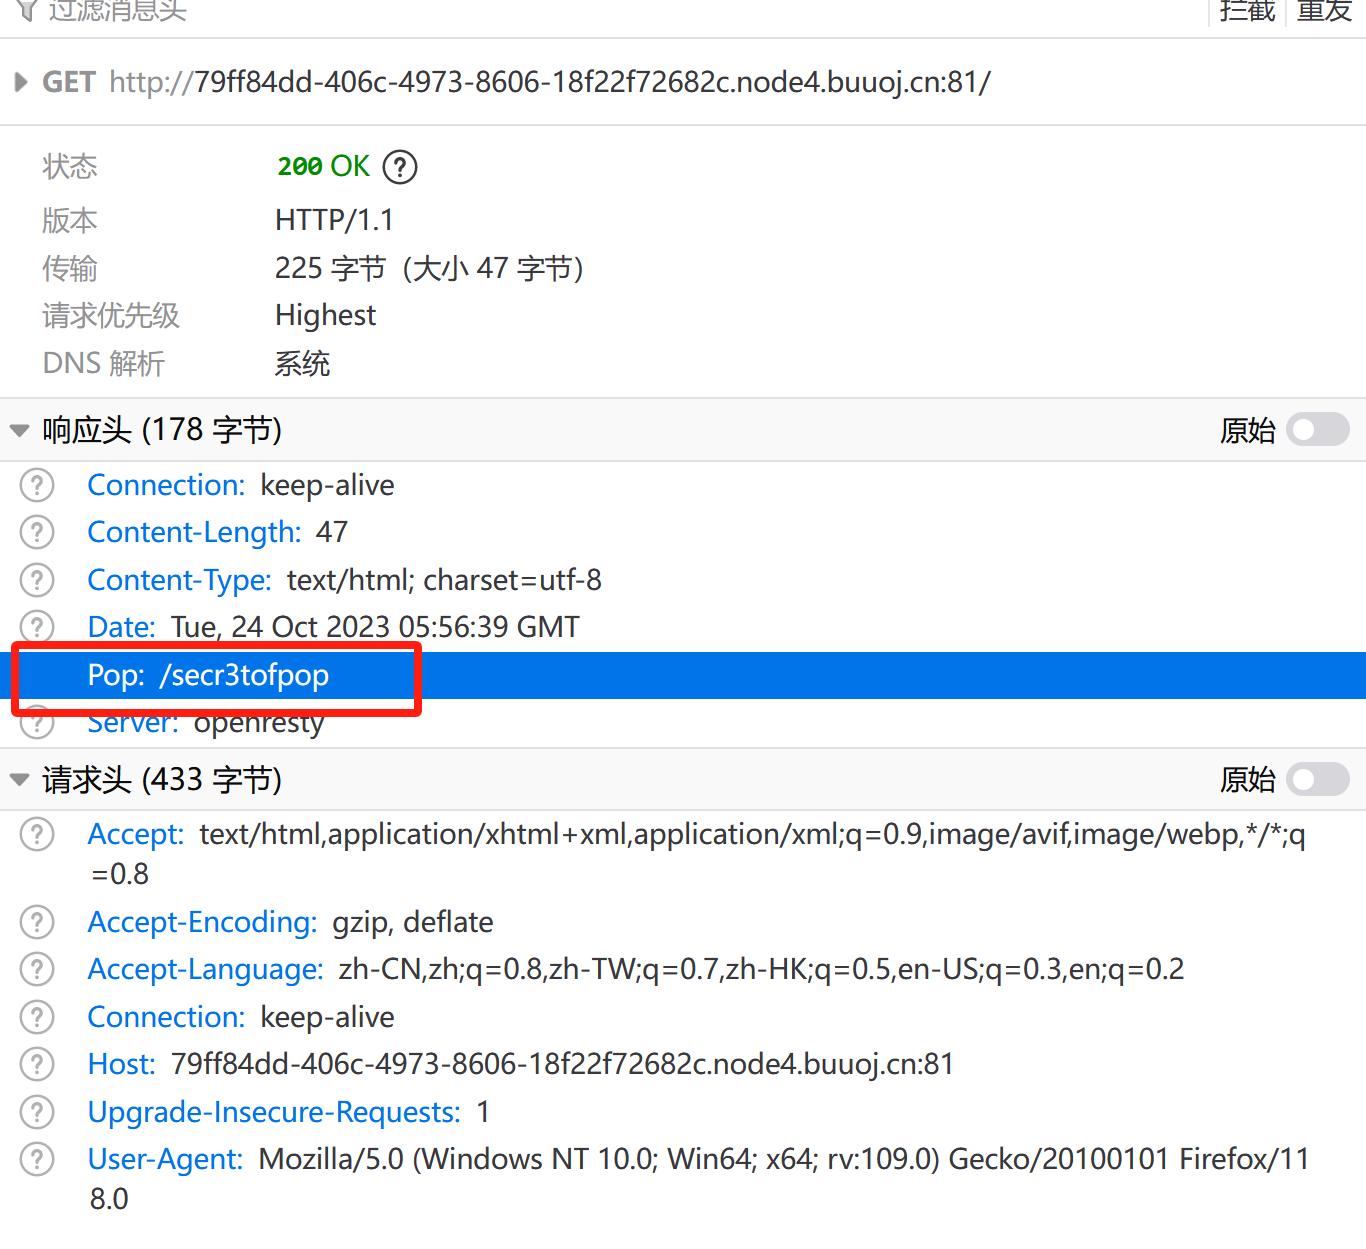 过滤消息头 拦截 重发
GET http://79ff84dd-406c-4973-8606-18f22f72682c.node4.buuoj.cn:81/
状态 200 OK ?
版本 HTTP/1.1
传输 225 字节（大小 47 字节）
请求优先级 Highest
DNS 解析 系统
响应头 (178 字节) 原始
? Connection: keep-alive
? Content-Length: 47
? Content-Type: text/html; charset=utf-8
? Date: Tue, 24 Oct 2023 05:56:39 GMT
Pop: /secr3tofpop
? Server: openresty
请求头 (433 字节) 原始
? Accept: text/html,application/xhtml+xml,application/xml;q=0.9,image/avif,image/webp,*/*;q
=0.8
? Accept-Encoding: gzip, deflate
? Accept-Language: zh-CN,zh;q=0.8,zh-TW;q=0.7,zh-HK;q=0.5,en-US;q=0.3,en;q=0.2
? Connection: keep-alive
? Host: 79ff84dd-406c-4973-8606-18f22f72682c.node4.buuoj.cn:81
? Upgrade-Insecure-Requests: 1
? User-Agent: Mozilla/5.0 (Windows NT 10.0; Win64; x64; rv:109.0) Gecko/20100101 Firefox/11
8.0